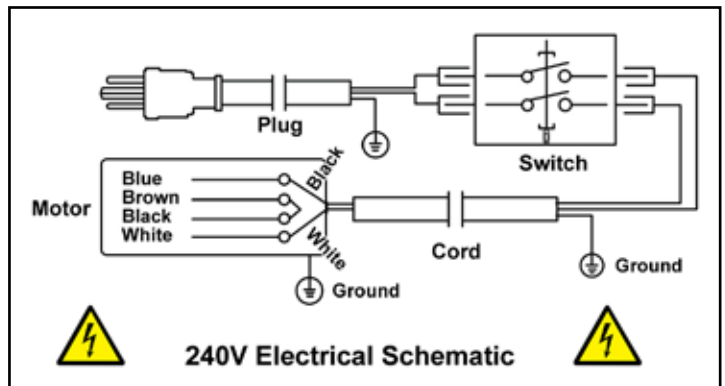 Plug
Switch
Motor
Blue
Brown
Black
White
Black
White
Cord
Ground
Ground
240V Electrical Schematic